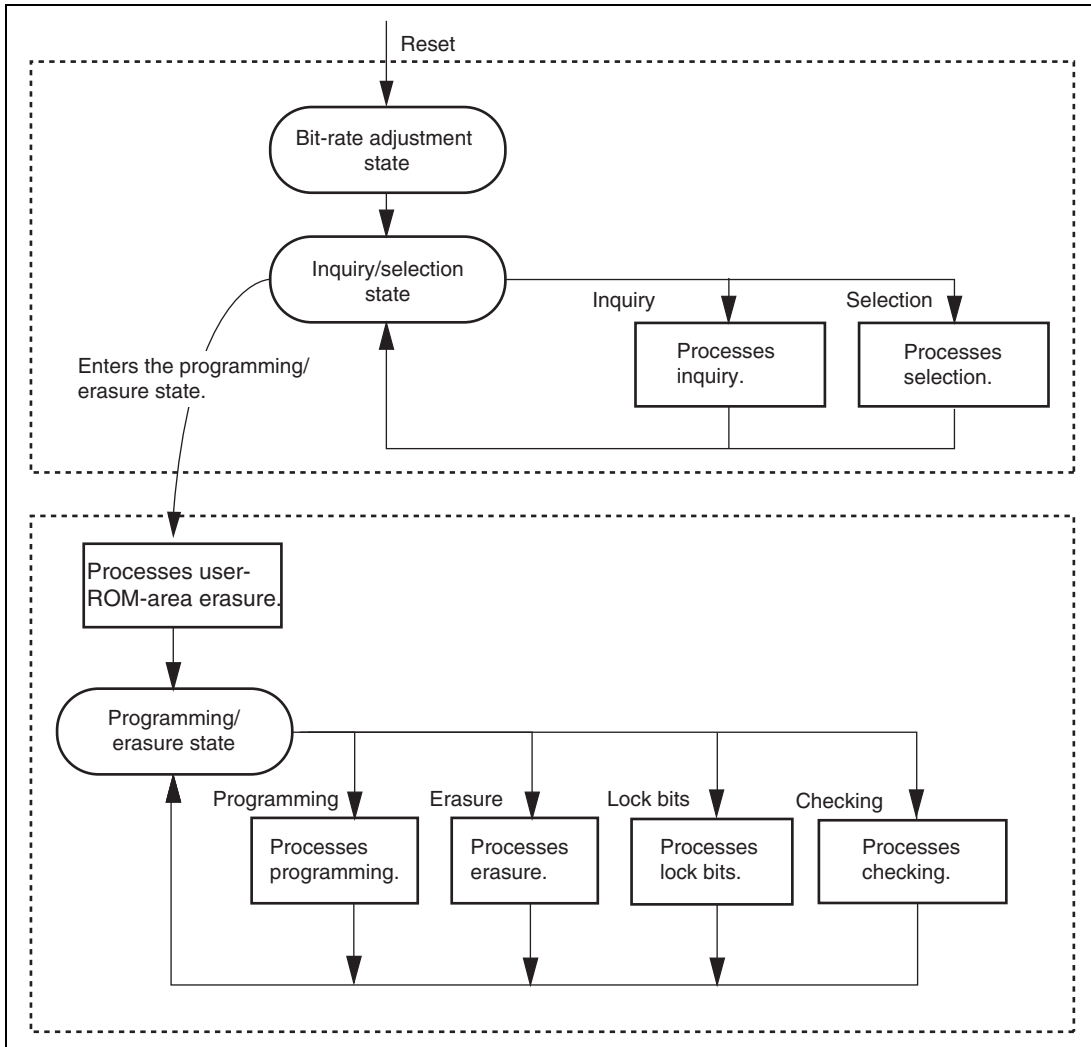 Reset
Bit-rate adjustment
state
Inquiry/selection
state
Inquiry
Selection
Processes
inquiry.
Processes
selection.
Enters the programming/
erasure state.
Processes user-
ROM-area erasure.
Programming/
erasure state
Programming
Erasure
Lock bits
Checking
Processes
programming.
Processes
erasure.
Processes
lock bits.
Processes
checking.